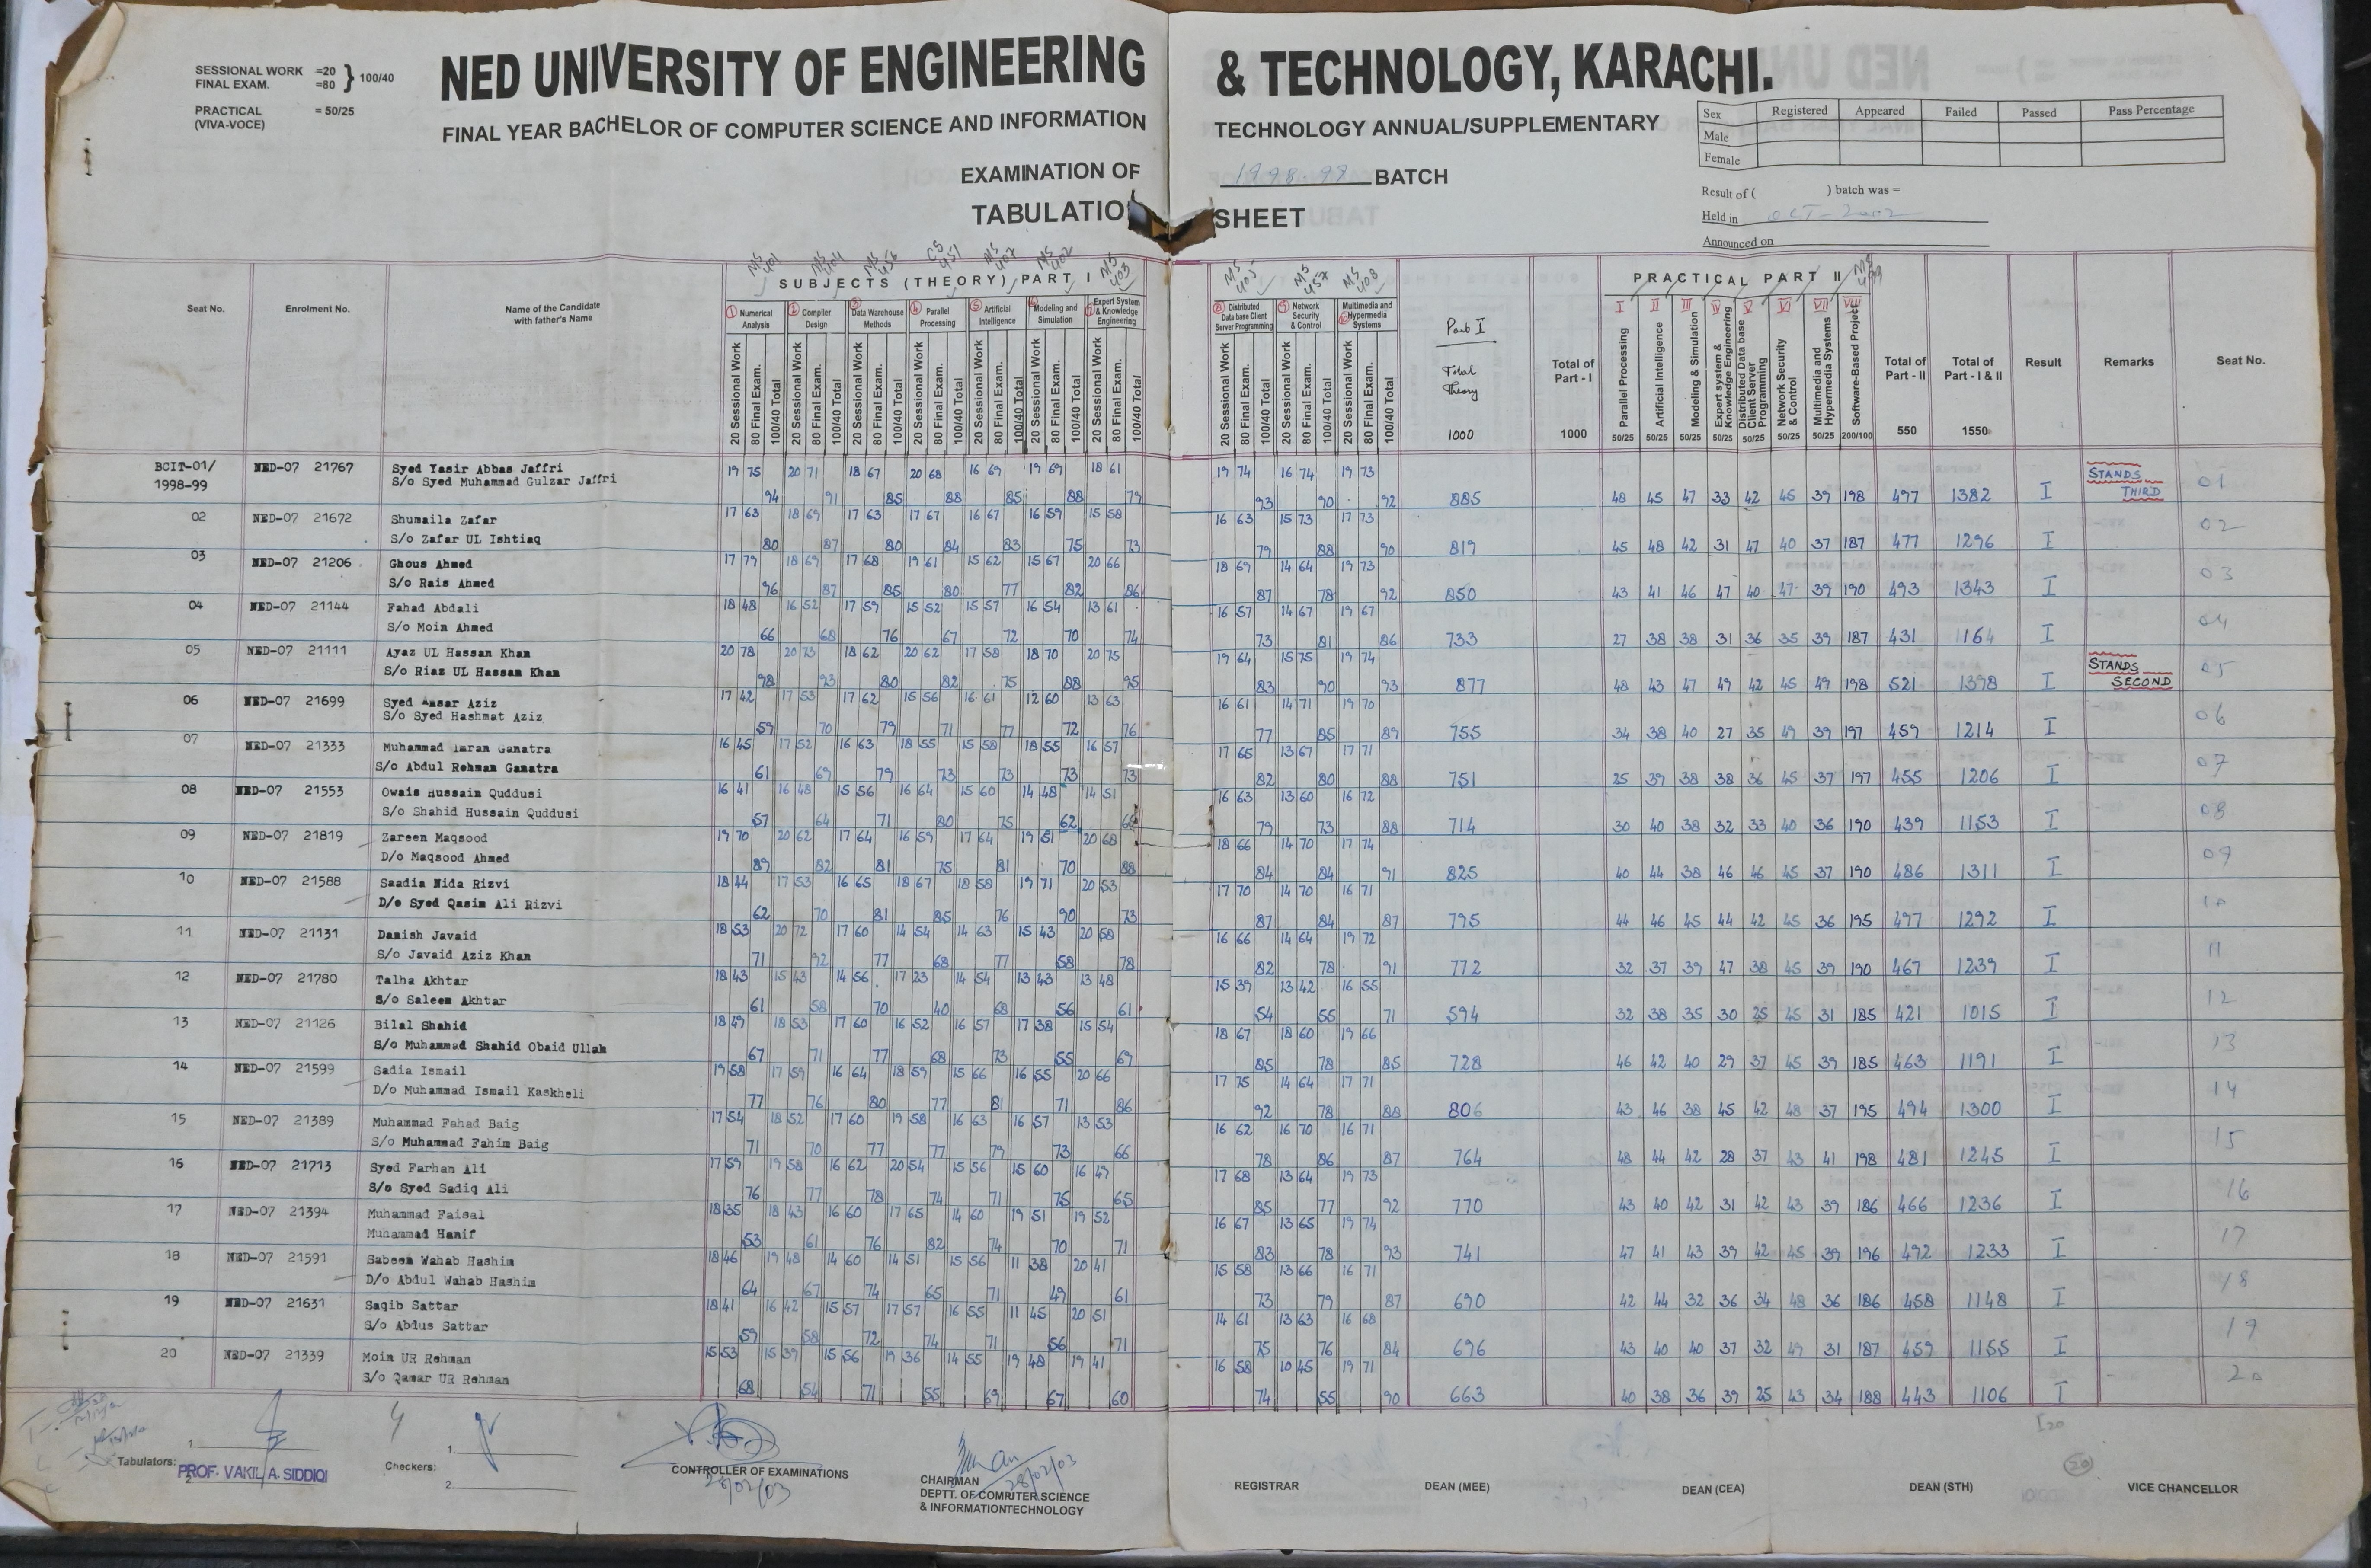 SESSIONAL WORK =20
FINAL EXAM. =80 } 100/40
PRACTICAL = 50/25
(VIVA-VOCE)
NED UNIVERSITY OF ENGINEERING & TECHNOLOGY, KARACHI.
FINAL YEAR BACHELOR OF COMPUTER SCIENCE AND INFORMATION TECHNOLOGY ANNUAL/SUPPLEMENTARY
EXAMINATION OF 1998-99 BATCH
TABULATION SHEET
Sex Registered Appeared Failed Passed Pass Percentage
Male
Female
Result of ( ) batch was =
Held in OCT-2002
Announced on
MS 401 MS 404 MS 456 CS 451 MS 407 MS 402 MS 403 MS 405 MS 457 MS 408 MS 499
SUBJECTS (THEORY) PART I
PRACTICAL PART II
Seat No. Enrolment No. Name of the Candidate with father's Name
1 Numerical Analysis
2 Compiler Design
3 Data Warehouse Methods
4 Parallel Processing
5 Artificial Intelligence
6 Modeling and Simulation
7 Expert System & Knowledge Engineering
8 Distributed Data base Client Server Programming
9 Network Security & Control
10 Multimedia and Hypermedia Systems
20 Sessional Work 80 Final Exam. 100/40 Total
Part I Total Theory 1000
Total of Part - I 1000
I Parallel Processing 50/25
II Artificial Intelligence 50/25
III Modeling & Simulation 50/25
IV Expert system & Knowledge Engineering 50/25
V Distributed Data base Client Server Programming 50/25
VI Network Security & Control 50/25
VII Multimedia and Hypermedia Systems 50/25
VIII Software-Based Project 200/100
Total of Part - II 550
Total of Part - I & II 1550
Result Remarks Seat No.
BCIT-01/ 1998-99 NED-07 21767 Syed Yasir Abbas Jaffri 19 75 20 71 18 67 20 68 16 69 19 69 18 61 19 74 16 74 19 73
S/o Syed Muhammad Gulzar Jaffri 94 91 85 88 85 88 79 93 90 92 885 48 45 47 33 42 45 39 198 497 1382 I STANDS THIRD 01
02 NED-07 21672 Shumaila Zafar 17 63 18 69 17 63 17 67 16 67 16 59 15 58 16 63 15 73 17 73
S/o Zafar UL Ishtiaq 80 87 80 84 83 75 73 79 88 90 819 45 48 42 31 47 40 37 187 477 1296 I 02
03 NED-07 21206 Ghous Ahmed 17 79 18 69 17 68 19 61 15 62 15 67 20 66 18 69 14 64 19 73
S/o Rais Ahmed 96 87 85 80 77 82 86 87 78 92 850 43 41 46 47 40 47 39 190 493 1343 I 03
04 NED-07 21144 Fahad Abdali 18 48 16 52 17 59 15 52 15 57 16 54 13 61 16 57 14 67 19 67
S/o Moin Ahmed 66 68 76 67 72 70 74 73 81 86 733 27 38 38 31 36 35 39 187 431 1164 I 04
05 NED-07 21111 Ayaz UL Hassan Khan 20 78 20 73 18 62 20 62 17 58 18 70 20 75 19 64 15 75 19 74
S/o Riaz UL Hassan Khan 98 93 80 82 75 88 95 83 90 93 877 48 43 47 49 42 45 49 198 521 1398 I STANDS SECOND 05
06 NED-07 21699 Syed Ansar Aziz 17 42 17 53 17 62 15 56 16 61 12 60 13 63 16 61 14 71 19 70
S/o Syed Hashmat Aziz 59 70 79 71 77 72 76 77 85 89 755 34 38 40 27 35 49 39 197 459 1214 I 06
07 NED-07 21333 Muhammad Imran Ganatra 16 45 17 52 16 63 18 55 15 58 18 55 16 57 17 65 13 67 17 71
S/o Abdul Rehman Ganatra 61 69 79 73 73 73 73 82 80 88 751 25 39 38 38 36 45 37 197 455 1206 I 07
08 NED-07 21553 Owais Hussain Quddusi 16 41 16 48 15 56 16 64 15 60 14 48 14 51 16 63 13 60 16 72
S/o Shahid Hussain Quddusi 57 64 71 80 75 62 79 73 88 714 30 40 38 32 33 40 36 190 439 1153 I 08
09 NED-07 21819 Zareen Maqsood 19 70 20 62 17 64 16 59 17 64 19 51 20 68 18 66 14 70 17 74
D/o Maqsood Ahmed 89 82 81 75 81 70 88 84 84 91 825 40 44 38 46 46 45 37 190 486 1311 I 09
10 NED-07 21588 Saadia Nida Rizvi 18 44 17 53 16 65 18 67 18 58 19 71 20 53 17 70 14 70 16 71
D/o Syed Qasim Ali Rizvi 62 70 81 85 76 90 73 87 84 87 795 44 46 45 44 42 45 36 195 497 1292 I 10
11 NED-07 21131 Danish Javaid 18 53 20 72 17 60 14 54 14 63 15 43 20 58 16 66 14 64 19 72
S/o Javaid Aziz Khan 71 92 77 68 77 58 78 82 78 91 772 32 37 39 47 38 45 39 190 467 1239 I 11
12 NED-07 21780 Talha Akhtar 18 43 15 43 14 56 17 23 14 54 13 43 13 48 15 39 13 42 16 55
S/o Saleem Akhtar 61 58 70 40 68 56 61 54 55 71 594 32 38 35 30 25 45 31 185 421 1015 I 12
13 NED-07 21126 Bilal Shahid 18 49 18 53 17 60 16 52 16 57 17 38 15 54 18 67 18 60 19 66
S/o Muhammad Shahid Obaid Ullah 67 71 77 68 73 55 69 85 78 85 728 46 42 40 29 37 45 39 185 463 1191 I 13
14 NED-07 21599 Sadia Ismail 19 58 17 59 16 64 18 59 15 66 16 55 20 66 17 75 14 64 17 71
D/o Muhammad Ismail Kaskheli 77 76 80 77 81 71 86 92 78 88 806 43 46 38 45 42 48 37 195 494 1300 I 14
15 NED-07 21389 Muhammad Fahad Baig 17 54 18 52 17 60 19 58 16 63 16 57 13 53 16 62 16 70 16 71
S/o Muhammad Fahim Baig 71 70 77 77 79 73 66 78 86 87 764 48 44 42 28 37 43 41 198 481 1245 I 15
16 NED-07 21713 Syed Farhan Ali 17 59 19 58 16 62 20 54 15 56 15 60 16 49 17 68 13 64 19 73
S/o Syed Sadiq Ali 76 77 78 74 71 75 65 85 77 92 770 43 40 42 31 42 43 39 186 466 1236 I 16
17 NED-07 21394 Muhammad Faisal 18 35 18 43 16 60 17 65 14 60 19 51 19 52 16 67 13 65 19 74
Muhammad Hanif 53 61 76 82 74 70 71 83 78 93 741 47 41 43 39 42 45 39 196 492 1233 I 17
18 NED-07 21591 Sabeen Wahab Hashim 18 46 19 48 14 60 14 51 15 56 11 38 20 41 15 58 13 66 16 71
D/o Abdul Wahab Hashim 64 67 74 65 71 49 61 73 79 87 690 42 44 32 36 34 48 36 186 458 1148 I 18
19 NED-07 21631 Saqib Sattar 18 41 16 42 15 57 17 57 16 55 11 45 20 51 14 61 13 63 16 68
S/o Abdus Sattar 59 58 72 74 71 56 71 75 76 84 696 43 40 40 37 32 49 31 187 459 1155 I 19
20 NED-07 21339 Moin UR Rehman 15 53 15 39 15 56 19 36 14 55 19 48 19 41 16 58 10 45 19 71
S/o Qamar UR Rehman 68 54 71 55 69 67 60 74 55 90 663 40 38 36 39 25 43 34 188 443 1106 I 20
I 20
20
Tabulators: 1.
2. PROF. VAKIL A. SIDDIQI
Checkers: 1.
2.
CONTROLLER OF EXAMINATIONS
28/02/03
CHAIRMAN 28/02/03
DEPTT. OF COMPUTER SCIENCE
& INFORMATIONTECHNOLOGY
REGISTRAR
DEAN (MEE)
DEAN (CEA)
DEAN (STH)
VICE CHANCELLOR